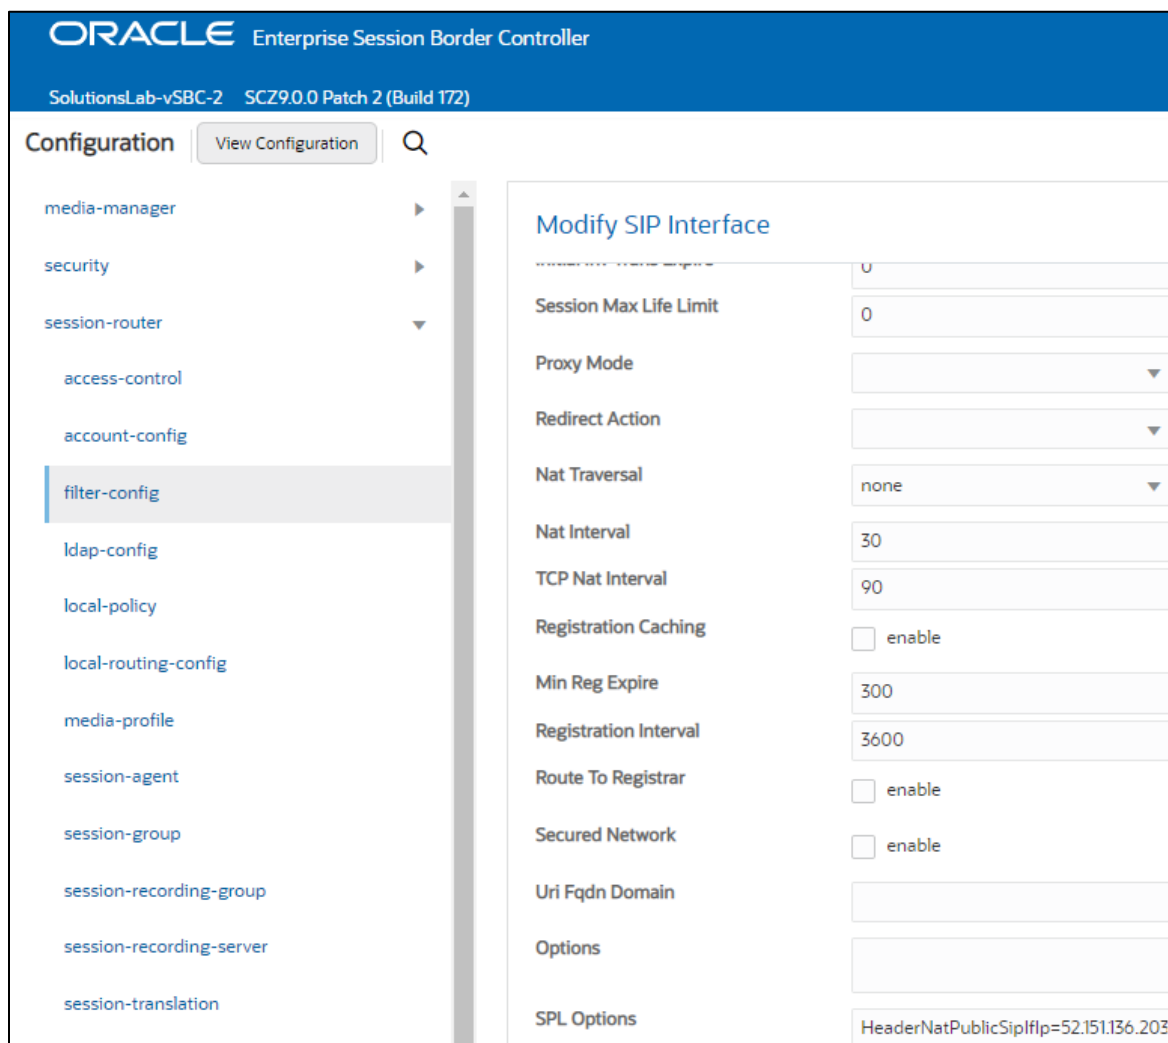 ORACLE Enterprise Session Border Controller
SolutionsLab-vSBC-2 SCZ9.0.0 Patch 2 (Build 172)
Configuration View Configuration
media-manager
security
session-router
access-control
account-config
filter-config
ldap-config
local-policy
local-routing-config
media-profile
session-agent
session-group
session-recording-group
session-recording-server
session-translation
Modify SIP Interface
Session Max Life Limit 0
Proxy Mode
Redirect Action
Nat Traversal none
Nat Interval 30
TCP Nat Interval 90
Registration Caching enable
Min Reg Expire 300
Registration Interval 3600
Route To Registrar enable
Secured Network enable
Uri Fqdn Domain
Options
SPL Options HeaderNatPublicSipIfIp=52.151.136.203